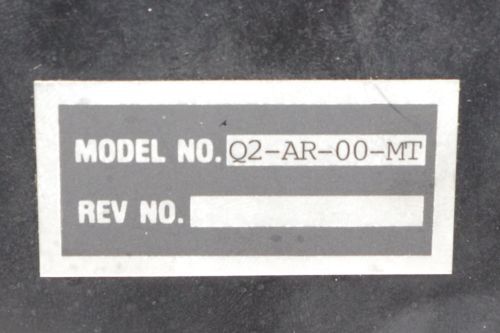 MODEL NO. Q2-AR-00-MT
REV NO.